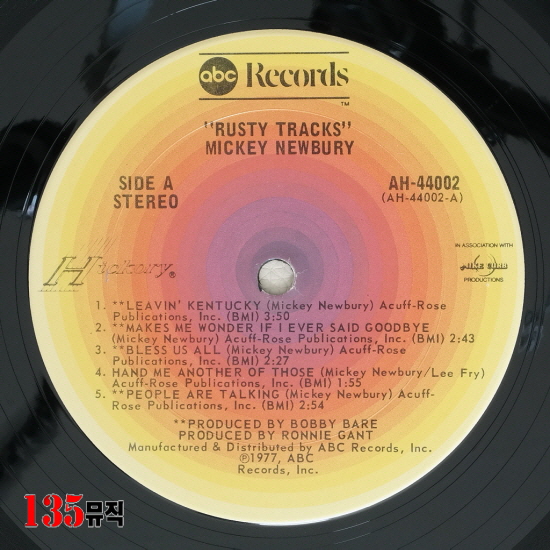 abc Records
™
"RUSTY TRACKS"
MICKEY NEWBURY
SIDE A
STEREO
AH-44002
(AH-44002-A)
Hickory®
IN ASSOCIATION WITH
PRODUCTIONS
1. **LEAVIN' KENTUCKY (Mickey Newbury) Acuff-Rose
Publications, Inc. (BMI) 3:50
2. **MAKES ME WONDER IF I EVER SAID GOODBYE
(Mickey Newbury) Acuff-Rose Publications, Inc. (BMI) 2:43
3. **BLESS US ALL (Mickey Newbury) Acuff-Rose
Publications, Inc. (BMI) 2:27
4. HAND ME ANOTHER OF THOSE (Mickey Newbury/Lee Fry)
Acuff-Rose Publications, Inc. (BMI) 1:55
5. **PEOPLE ARE TALKING (Mickey Newbury) Acuff-
Rose Publications, Inc. (BMI) 2:54
**PRODUCED BY BOBBY BARE
PRODUCED BY RONNIE GANT
Manufactured & Distributed by ABC Records, Inc.
℗1977, ABC
Records, Inc.
135뮤직